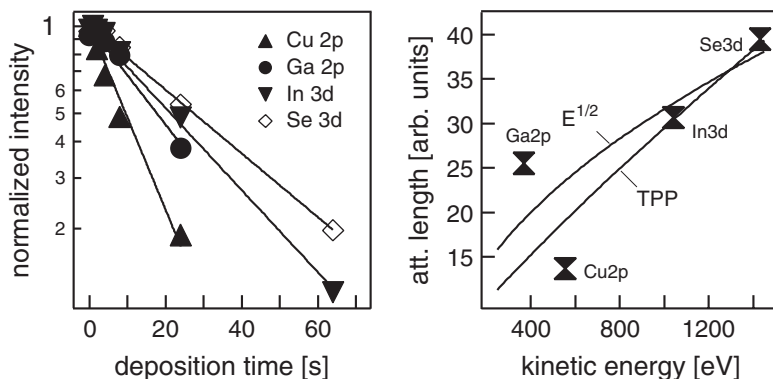 normalized intensity
1
5
4
3
2
Cu 2p
Ga 2p
In 3d
Se 3d
0
20
40
60
deposition time [s]
att. length [arb. units]
40
35
30
25
20
15
Se3d
E1/2
Ga2p
In3d
TPP
Cu2p
400
800
1200
kinetic energy [eV]